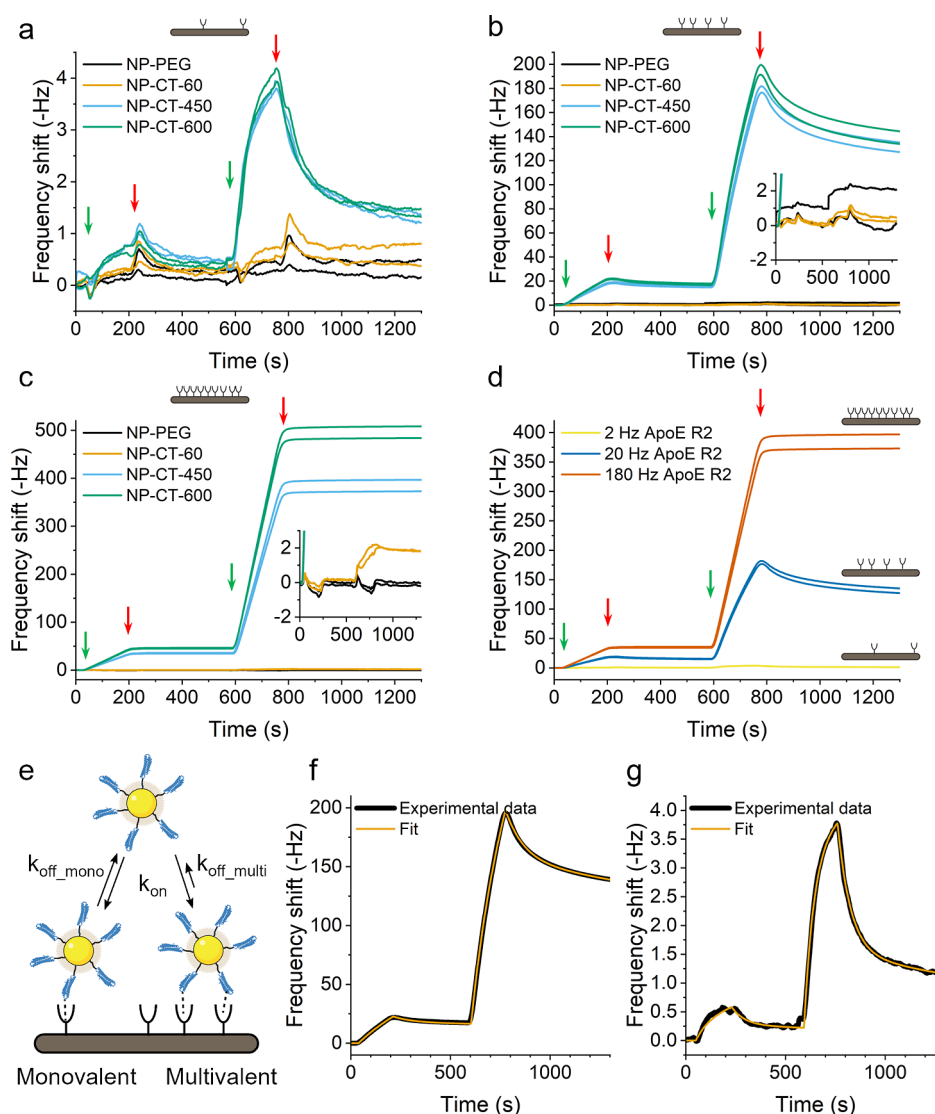 a
NP-PEG
NP-CT-60
NP-CT-450
NP-CT-600
Frequency shift (-Hz)
4
3
2
1
0
0 200 400 600 800 1000 1200
Time (s)
b
NP-PEG
NP-CT-60
NP-CT-450
NP-CT-600
Frequency shift (-Hz)
200
180
160
140
120
100
80
60
40
20
0
2
0
-2
0 500 1000
0 200 400 600 800 1000 1200
Time (s)
c
NP-PEG
NP-CT-60
NP-CT-450
NP-CT-600
Frequency shift (-Hz)
500
400
300
200
100
0
2
0
-2
0 500 1000
0 200 400 600 800 1000 1200
Time (s)
d
2 Hz ApoE R2
20 Hz ApoE R2
180 Hz ApoE R2
Frequency shift (-Hz)
400
350
300
250
200
150
100
50
0
0 200 400 600 800 1000 1200
Time (s)
e
koff_mono
kon
koff_multi
Monovalent Multivalent
f
Experimental data
Fit
Frequency shift (-Hz)
200
150
100
50
0
0 500 1000
Time (s)
g
Experimental data
Fit
Frequency shift (-Hz)
4.0
3.5
3.0
2.5
2.0
1.5
1.0
0.5
0.0
0 500 1000
Time (s)